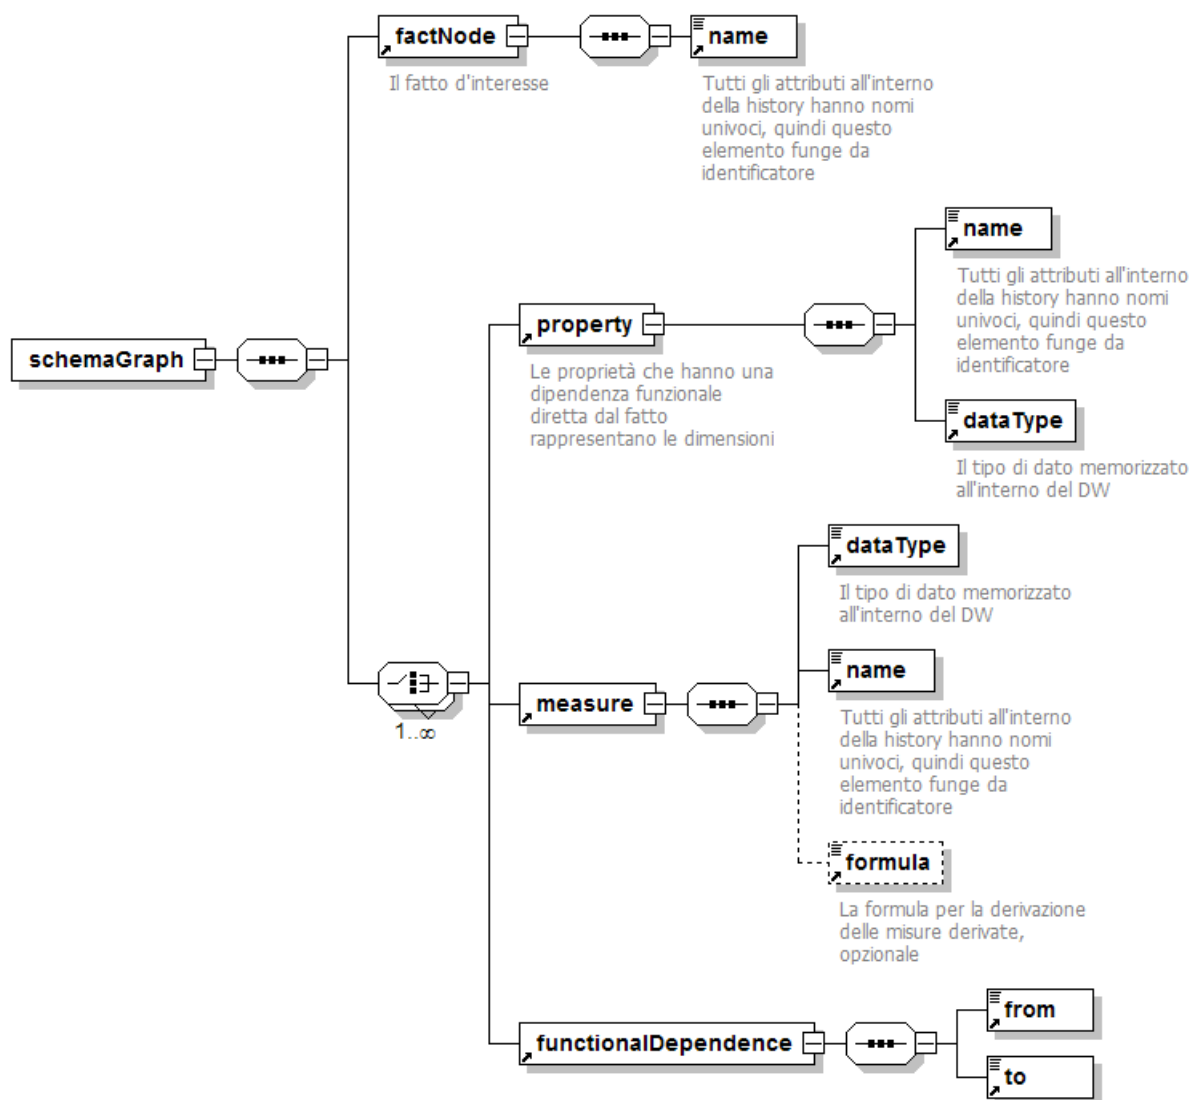 factNode
name
Il fatto d'interesse
Tutti gli attributi all'interno
della history hanno nomi
univoci, quindi questo
elemento funge da
identificatore
name
Tutti gli attributi all'interno
della history hanno nomi
univoci, quindi questo
elemento funge da
identificatore
property
schemaGraph
Le proprietà che hanno una
dipendenza funzionale
diretta dal fatto
rappresentano le dimensioni
dataType
Il tipo di dato memorizzato
all'interno del DW
dataType
Il tipo di dato memorizzato
all'interno del DW
name
measure
1..∞
Tutti gli attributi all'interno
della history hanno nomi
univoci, quindi questo
elemento funge da
identificatore
formula
La formula per la derivazione
delle misure derivate,
opzionale
from
functionalDependence
to